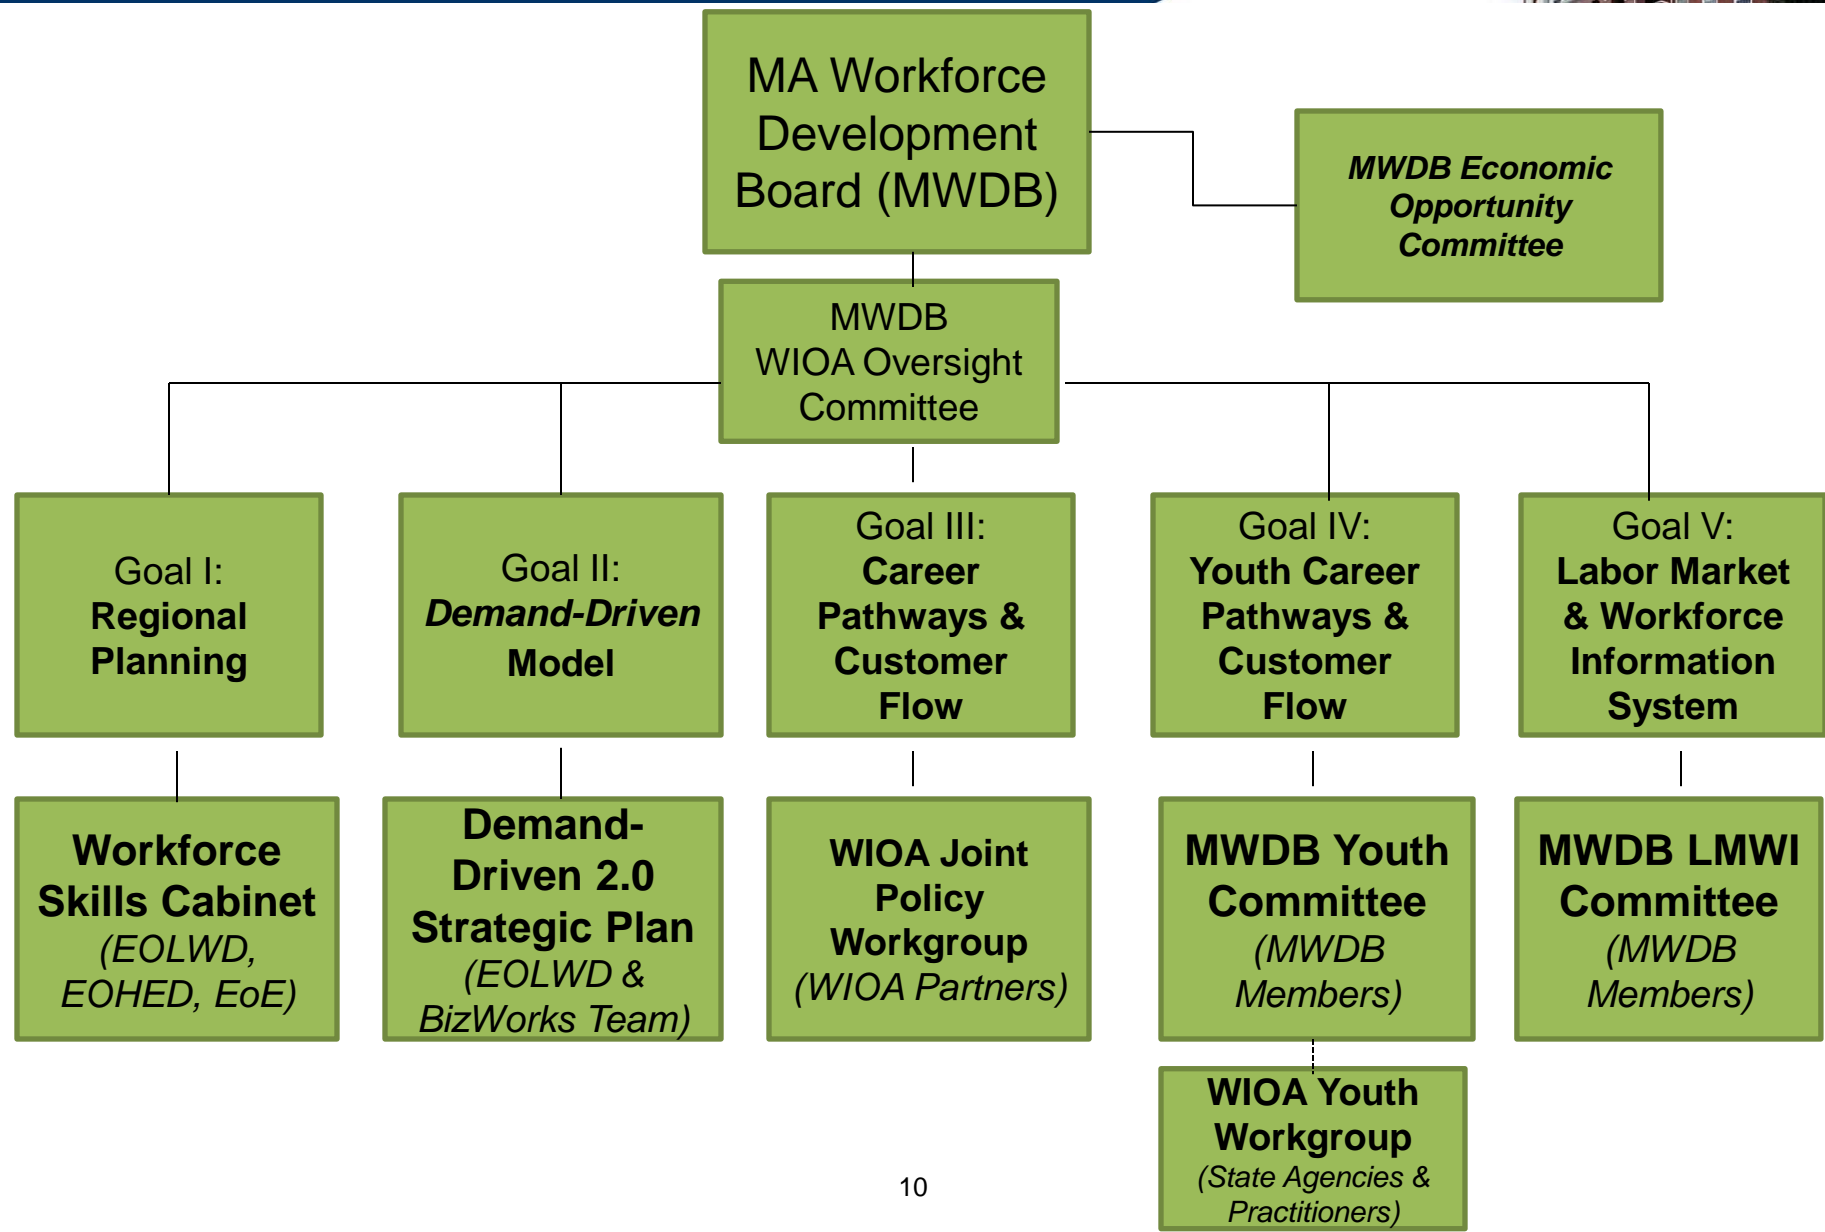 MA Workforce
Development
Board (MWDB)
MWDB Economic
Opportunity
Committee
MWDB
WIOA Oversight
Committee
Goal I:
Regional
Planning
Goal II:
Demand-Driven
Model
Goal III:
Career
Pathways &
Customer
Flow
Goal IV:
Youth Career
Pathways &
Customer
Flow
Goal V:
Labor Market
& Workforce
Information
System
Workforce
Skills Cabinet
(EOLWD,
EOHED, EoE)
Demand-
Driven 2.0
Strategic Plan
(EOLWD &
BizWorks Team)
WIOA Joint
Policy
Workgroup
(WIOA Partners)
MWDB Youth
Committee
(MWDB
Members)
MWDB LMWI
Committee
(MWDB
Members)
WIOA Youth
Workgroup
(State Agencies &
Practitioners)
10